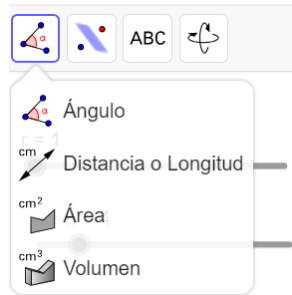 α
ABC
α Ángulo
cm Distancia o Longitud
cm² Área
cm³ Volumen